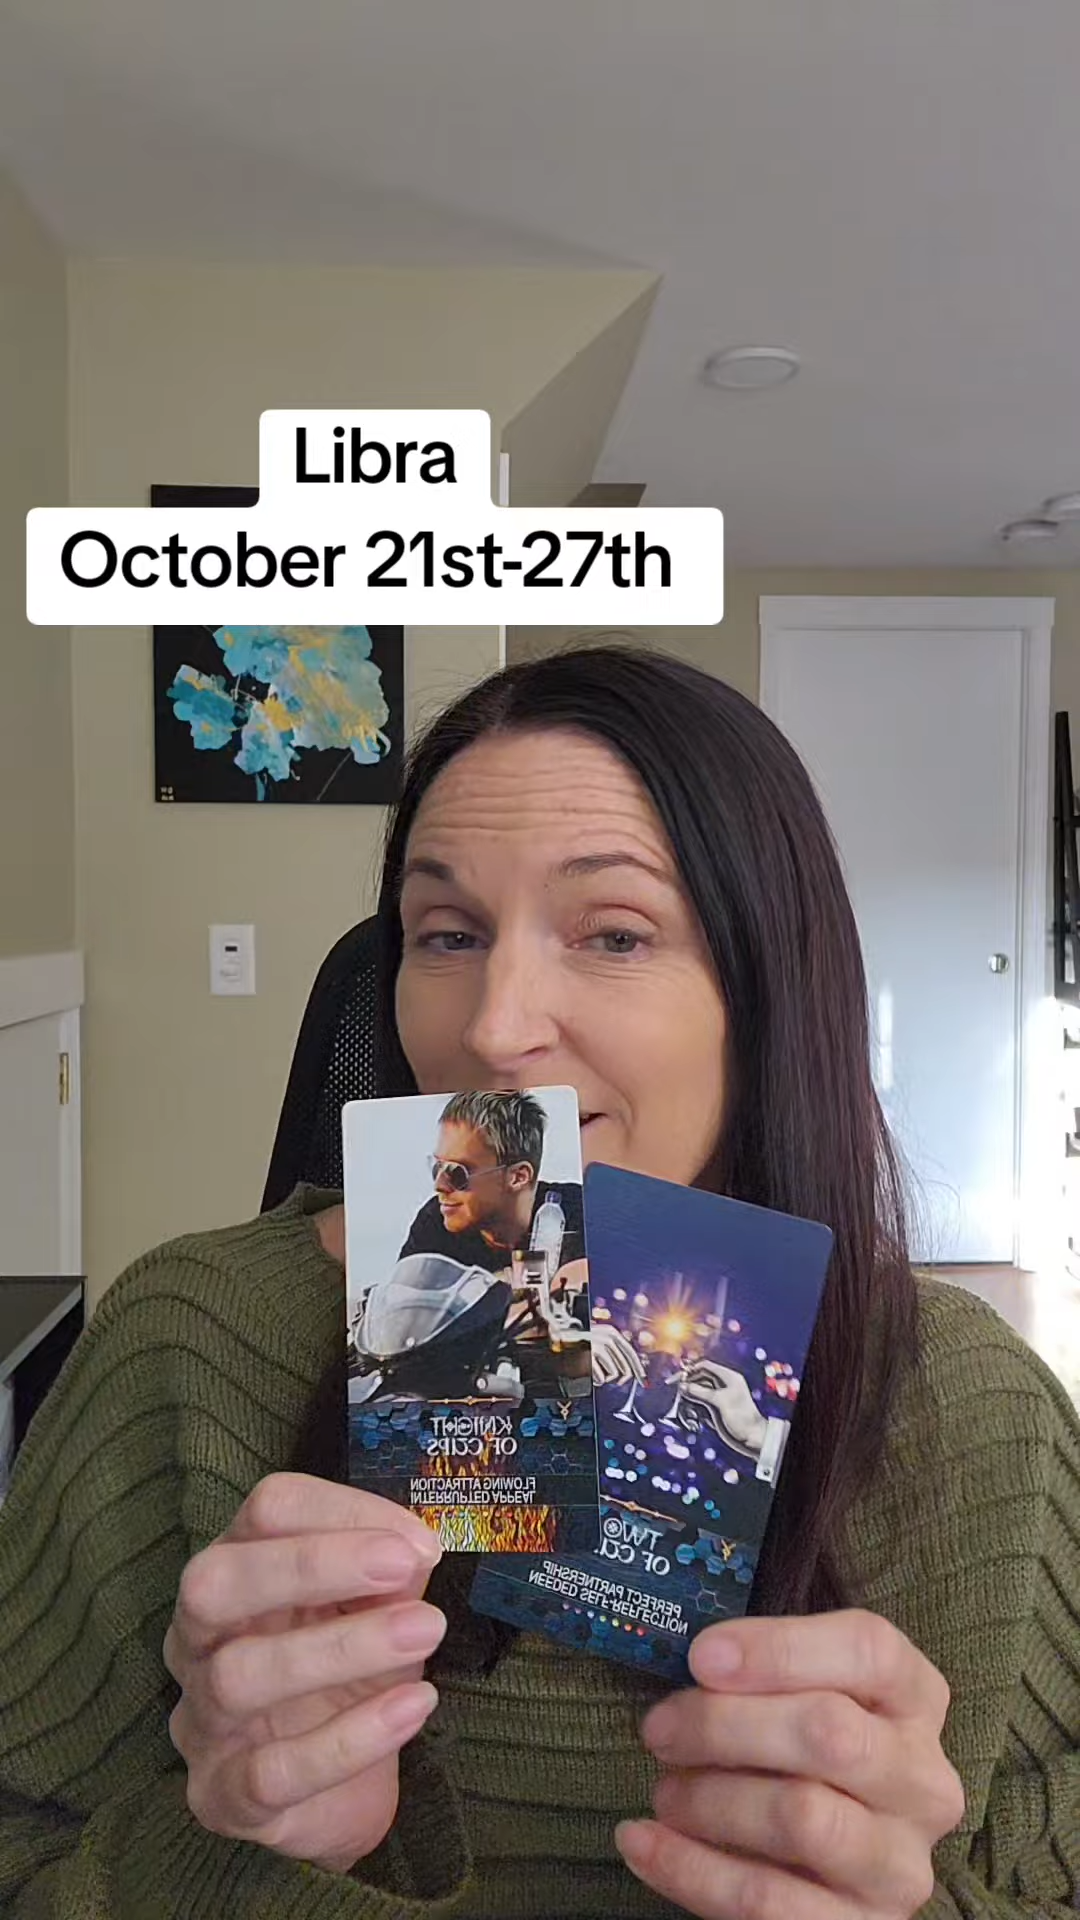 Libra
October 21st-27th
KNIGHT
OF CUPS
FLOWING ATTRACTION
INTERRUPTED APPEAL
TWO
OF CU
PERFECT PARTNERSHIP
NEEDED SELF-REFLECTION